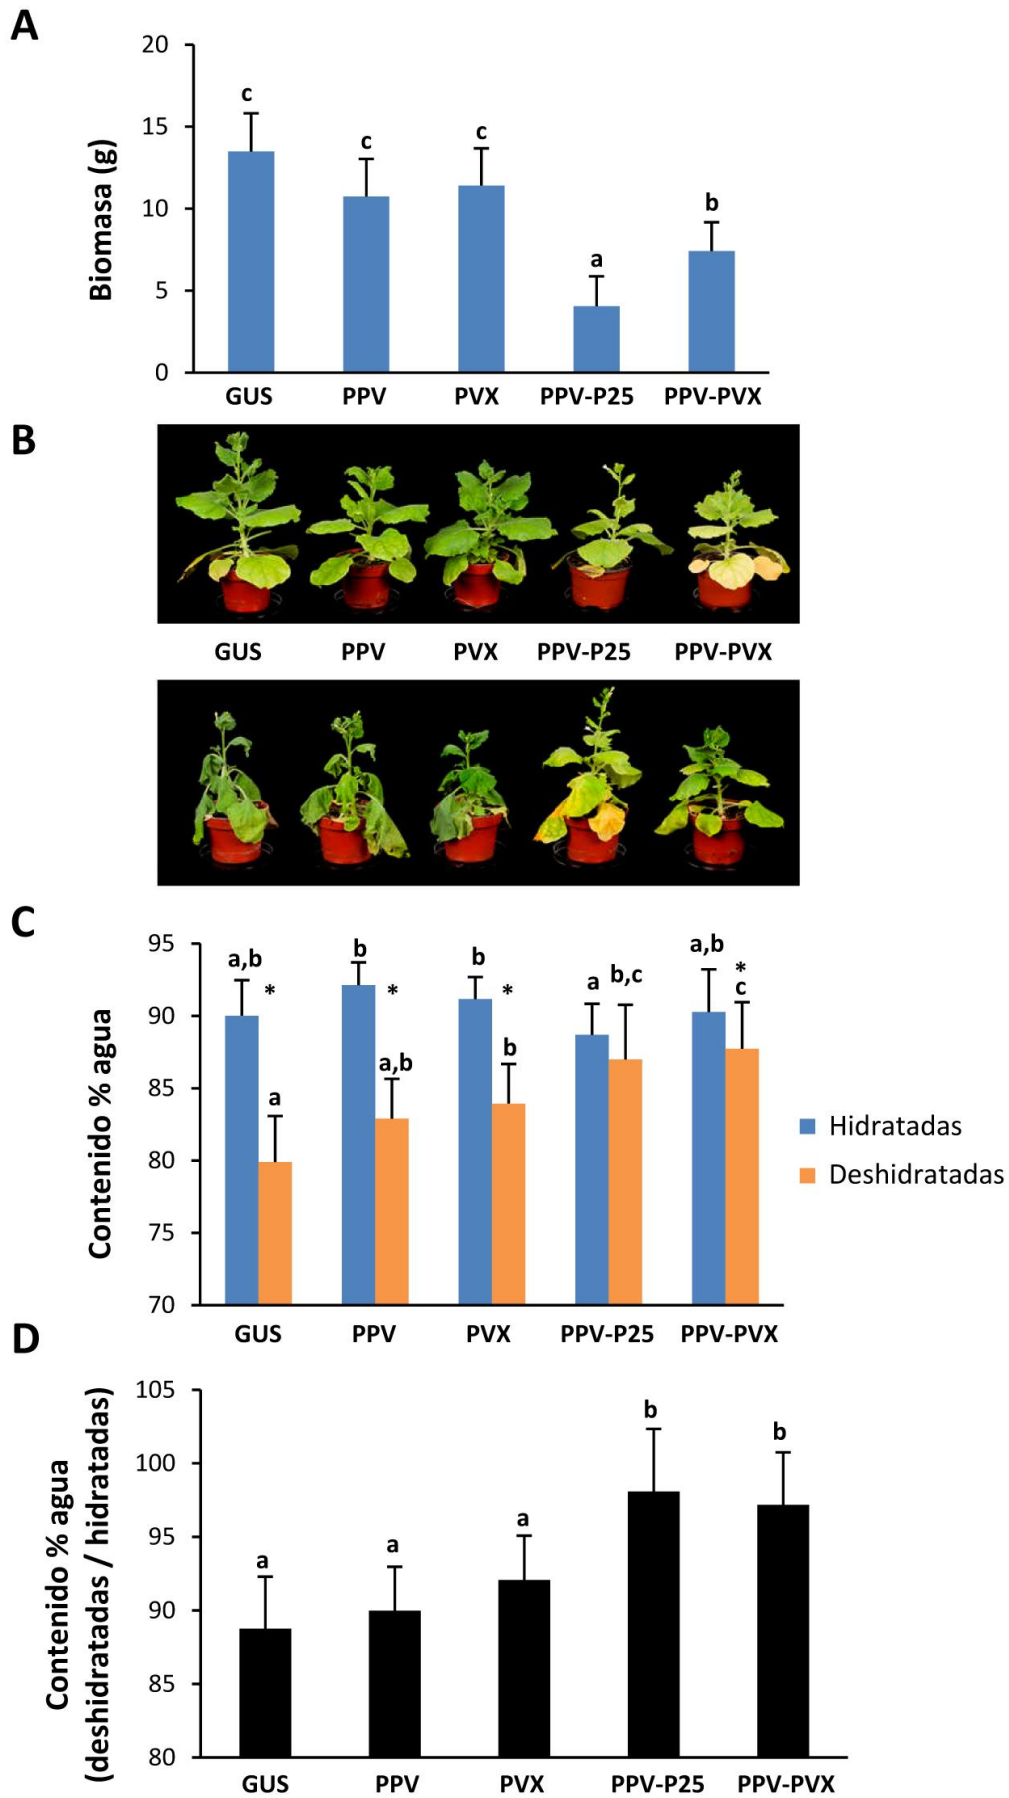 A
20
15
10
5
0
Biomasa (g)
c
c
c
a
b
GUS PPV PVX PPV-P25 PPV-PVX
B
GUS PPV PVX PPV-P25 PPV-PVX
C
95
90
85
80
75
70
Contenido % agua
a,b
*
a
b
*
a,b
b
*
b
a
b,c
a,b
*
c
Hidratadas
Deshidratadas
GUS PPV PVX PPV-P25 PPV-PVX
D
105
100
95
90
85
80
Contenido % agua
(deshidratadas / hidratadas)
a
a
a
b
b
GUS PPV PVX PPV-P25 PPV-PVX